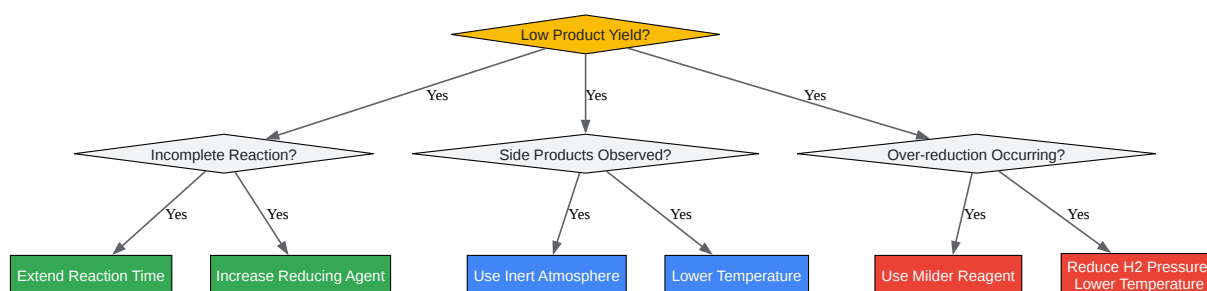 Low Product Yield?
Yes
Yes
Yes
Incomplete Reaction?
Side Products Observed?
Over-reduction Occurring?
Yes
Yes
Yes
Yes
Yes
Yes
Extend Reaction Time
Increase Reducing Agent
Use Inert Atmosphere
Lower Temperature
Use Milder Reagent
Reduce H2 Pressure
Lower Temperature